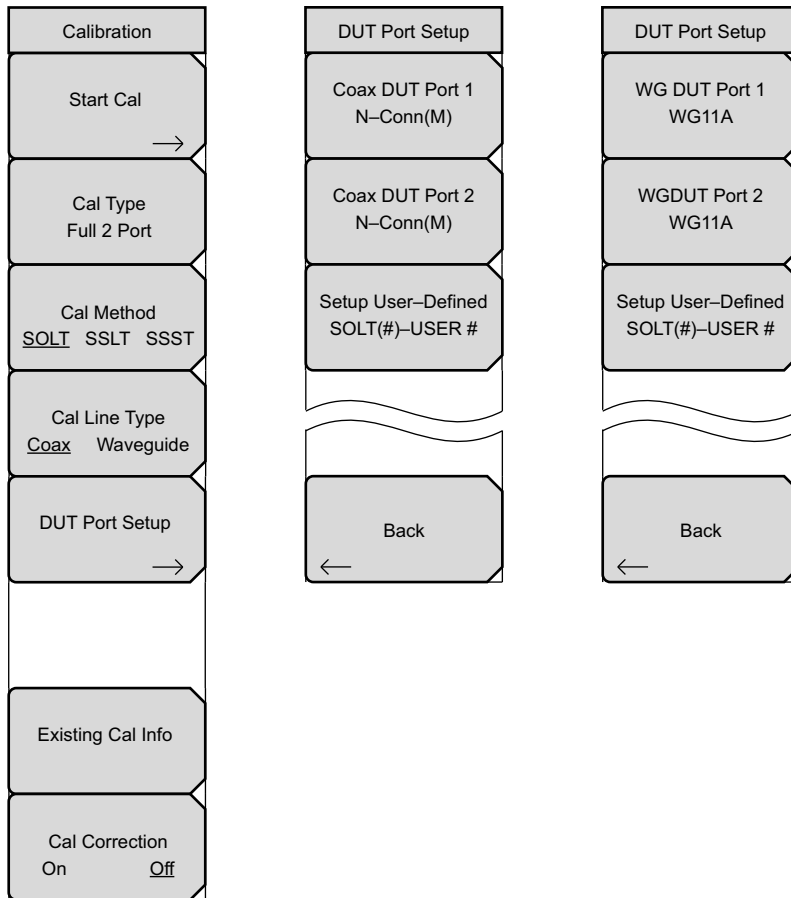 Calibration
Start Cal
→
Cal Type
Full 2 Port
Cal Method
SOLT SSLT SSST
Cal Line Type
Coax Waveguide
DUT Port Setup
→
Existing Cal Info
Cal Correction
On Off
DUT Port Setup
Coax DUT Port 1
N–Conn(M)
Coax DUT Port 2
N–Conn(M)
Setup User–Defined
SOLT(#)–USER #
Back
←
DUT Port Setup
WG DUT Port 1
WG11A
WGDUT Port 2
WG11A
Setup User–Defined
SOLT(#)–USER #
Back
←